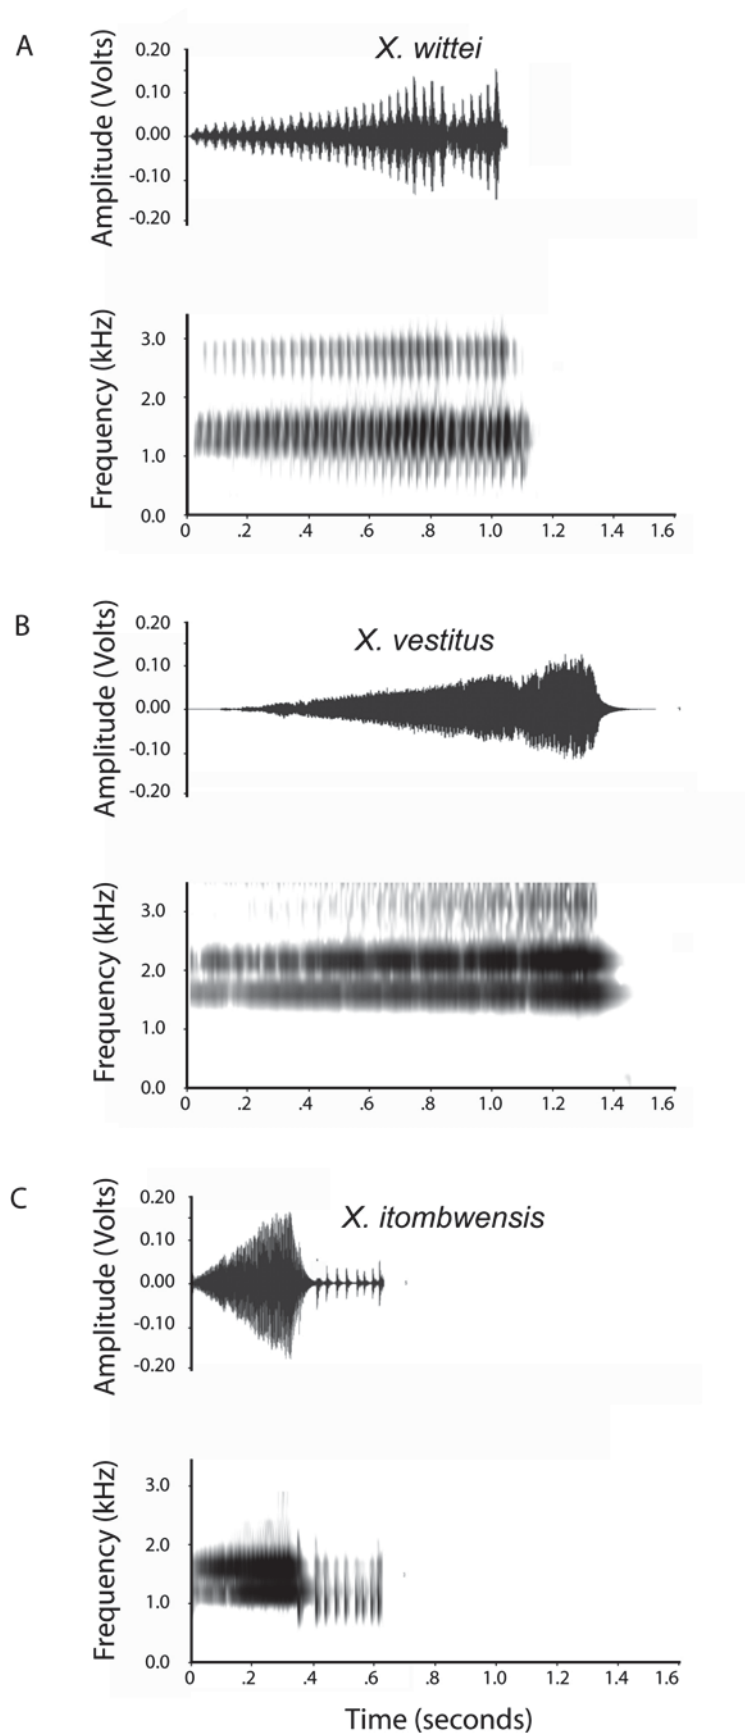 A
X. wittei
Amplitude (Volts)
0.20
0.10
0.00
-0.10
-0.20
Frequency (kHz)
3.0
2.0
1.0
0.0
0 .2 .4 .6 .8 1.0 1.2 1.4 1.6
B
X. vestitus
Amplitude (Volts)
0.20
0.10
0.00
-0.10
-0.20
Frequency (kHz)
3.0
2.0
1.0
0.0
0 .2 .4 .6 .8 1.0 1.2 1.4 1.6
C
X. itombwensis
Amplitude (Volts)
0.20
0.10
0.00
-0.10
-0.20
Frequency (kHz)
3.0
2.0
1.0
0.0
0 .2 .4 .6 .8 1.0 1.2 1.4 1.6
Time (seconds)